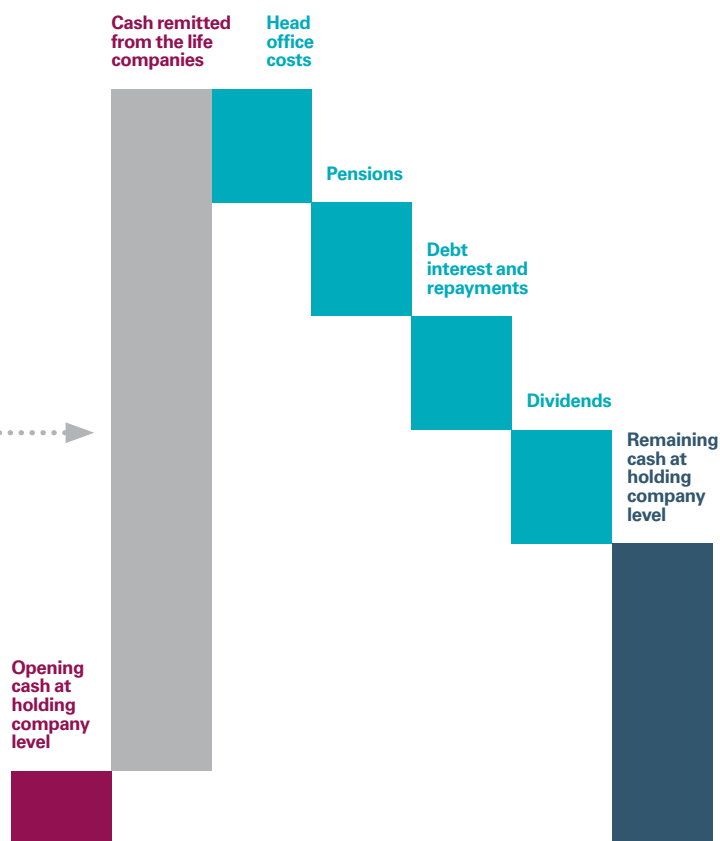 Cash remitted
from the life
companies
Head
office
costs
Pensions
Debt
interest and
repayments
Dividends
Remaining
cash at
holding
company
level
Opening
cash at
holding
company
level